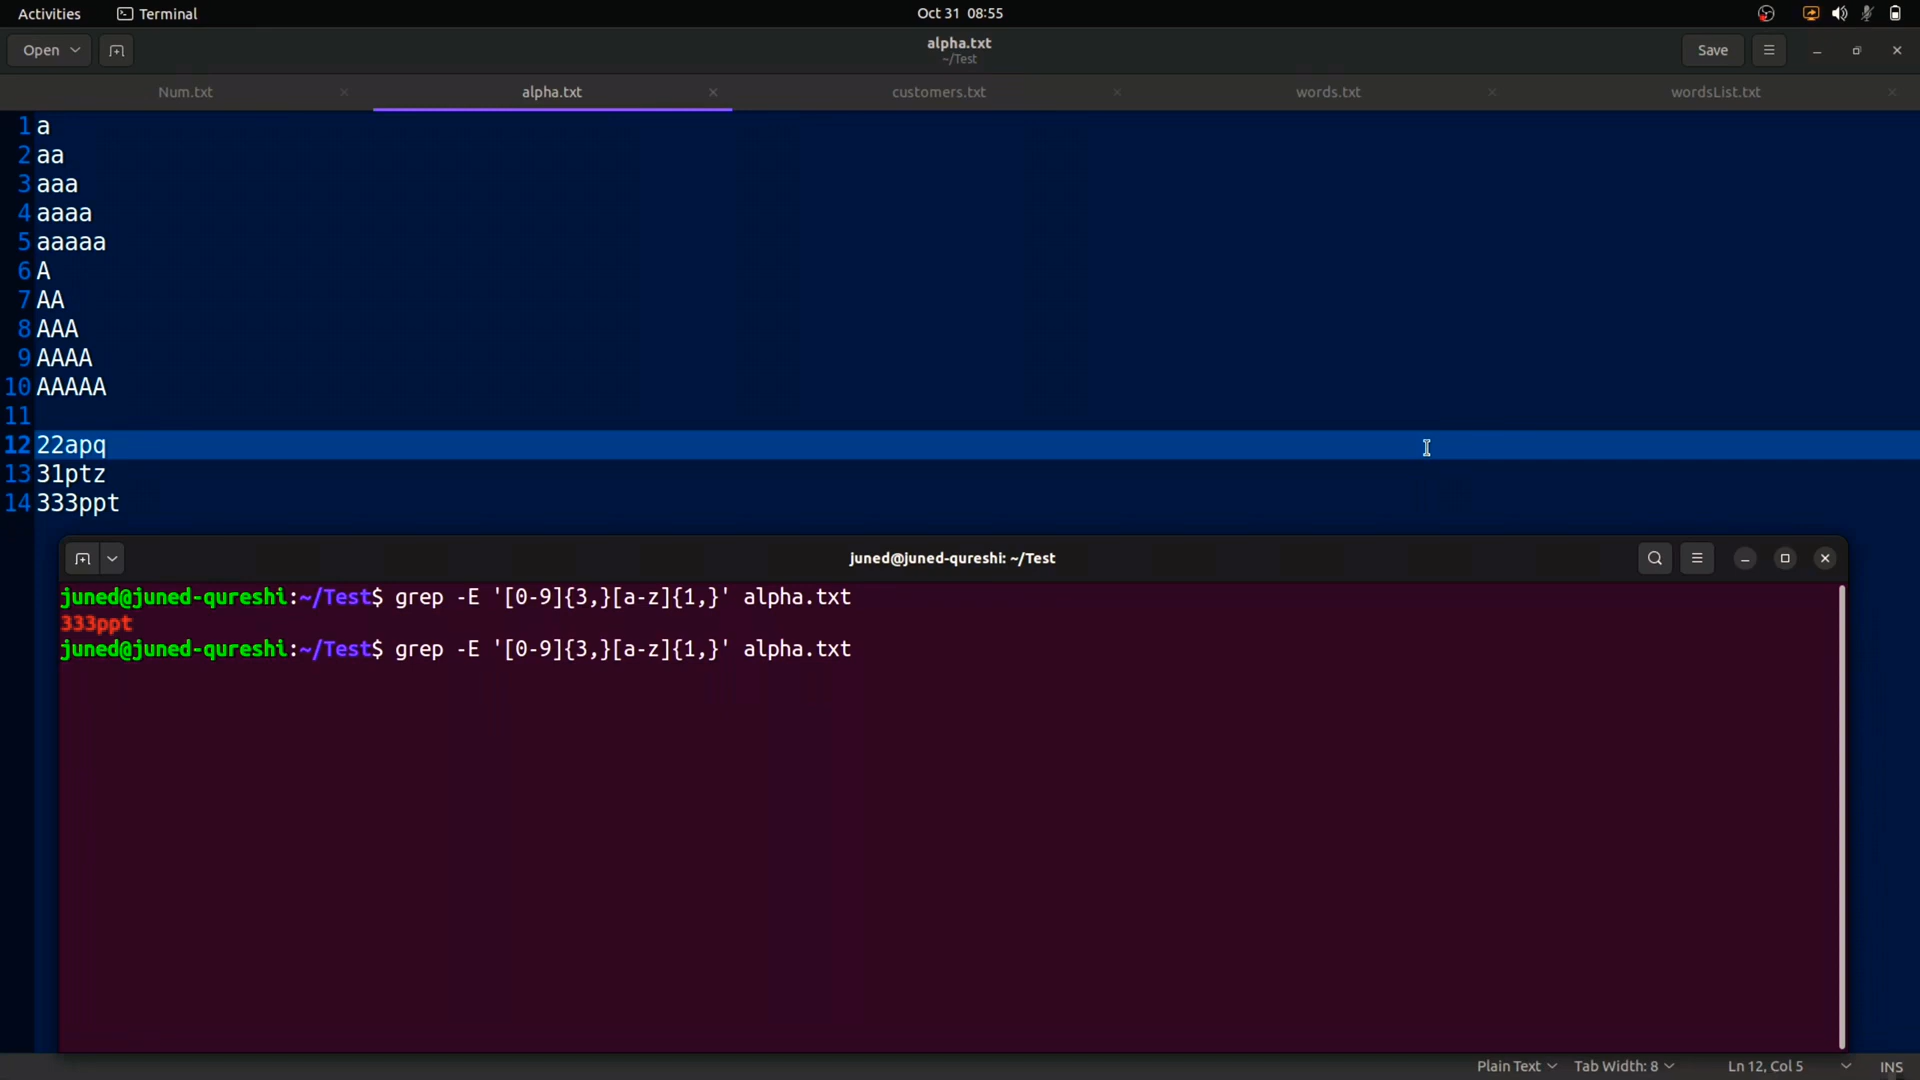 Activities Terminal Oct 31 08:55
Open alpha.txt Save
~/Test
Num.txt alpha.txt customers.txt words.txt wordsList.txt
1 a
2 aa
3 aaa
4 aaaa
5 aaaaa
6 A
7 AA
8 AAA
9 AAAA
10 AAAAA
11
12 22apq
13 31ptz
14 333ppt
juned@juned-qureshi: ~/Test
juned@juned-qureshi:~/Test$ grep -E '[0-9]{3,}[a-z]{1,}' alpha.txt
333ppt
juned@juned-qureshi:~/Test$ grep -E '[0-9]{3,}[a-z]{1,}' alpha.txt
Plain Text Tab Width: 8 Ln 12, Col 5 INS